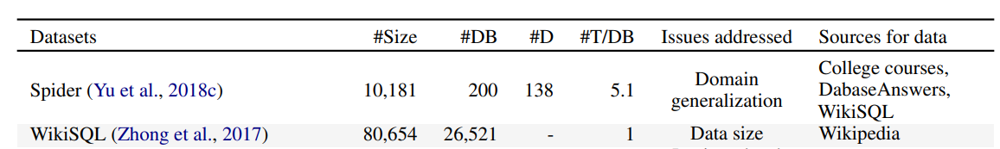 Datasets #Size #DB #D #T/DB Issues addressed Sources for data
Spider (Yu et al., 2018c) 10,181 200 138 5.1 Domain generalization College courses, DabaseAnswers, WikiSQL
WikiSQL (Zhong et al., 2017) 80,654 26,521 - 1 Data size Wikipedia